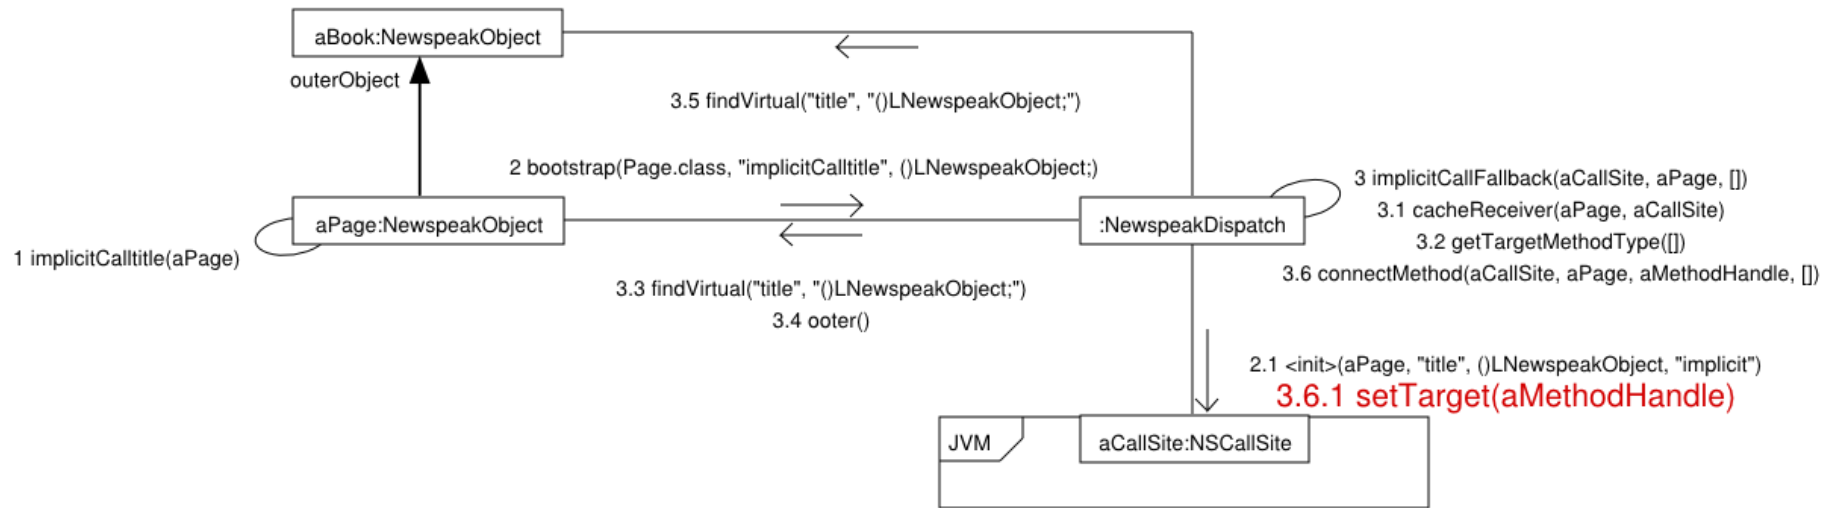 aBook:NewspeakObject
outerObject
3.5 findVirtual("title", "()LNewspeakObject;")
2 bootstrap(Page.class, "implicitCalltitle", ()LNewspeakObject;)
3 implicitCallFallback(aCallSite, aPage, [])
3.1 cacheReceiver(aPage, aCallSite)
3.2 getTargetMethodType([])
3.6 connectMethod(aCallSite, aPage, aMethodHandle, [])
aPage:NewspeakObject
:NewspeakDispatch
1 implicitCalltitle(aPage)
3.3 findVirtual("title", "()LNewspeakObject;")
3.4 ooter()
2.1 <init>(aPage, "title", ()LNewspeakObject, "implicit")
3.6.1 setTarget(aMethodHandle)
JVM
aCallSite:NSCallSite